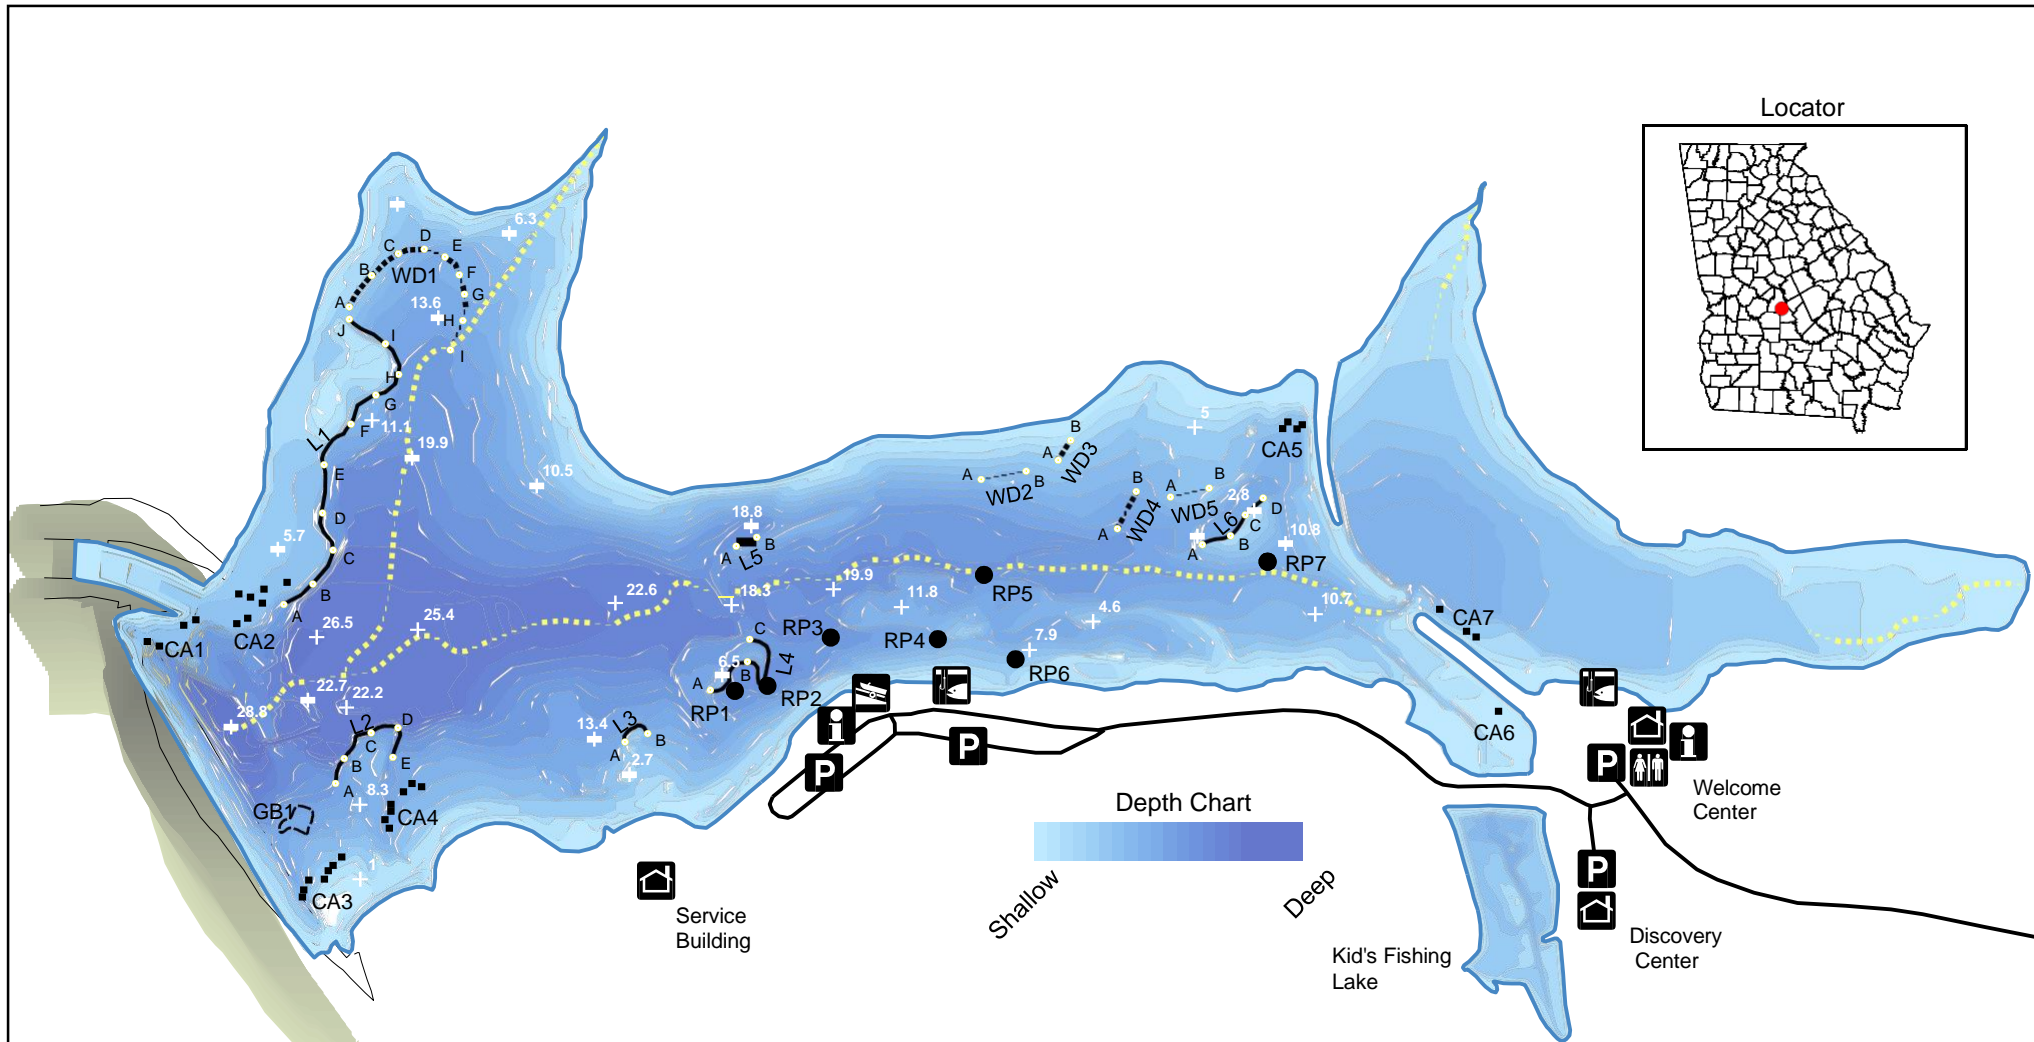 Locator
6.3
C
D
E
B
WD1
F
A
G
13.6
H
J
I
I
H
G
F
11.1
L1
19.9
E
10.5
D
5.7
C
B
A
26.5
25.4
CA1
CA2
22.7
22.2
28.8
L2
D
C
B
E
A
8.3
GB1
CA4
1
CA3
18.8
A
B
L5
22.6
18.3
19.9
11.8
C
RP3
RP4
RP5
6.5
B
L4
A
RP1
RP2
13.4
L3
A
B
2.7
B
A
WD3
A
B
WD2
B
A
WD4
A
B
WD5
5
CA5
2.8
D
C
L6
B
A
10.8
RP7
4.6
7.9
RP6
10.7
CA7
CA6
i
P
P
P
i
Welcome
Center
P
Discovery
Center
Depth Chart
Shallow
Deep
Service
Building
Kid's Fishing
Lake